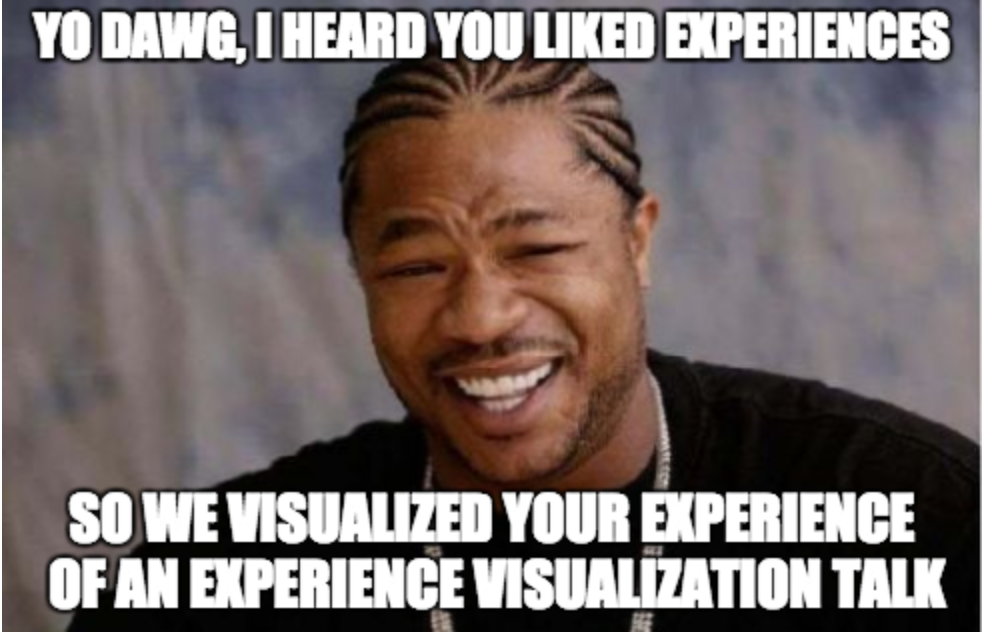 YO DAWG, I HEARD YOU LIKED EXPERIENCES
SO WE VISUALIZED YOUR EXPERIENCE
OF AN EXPERIENCE VISUALIZATION TALK